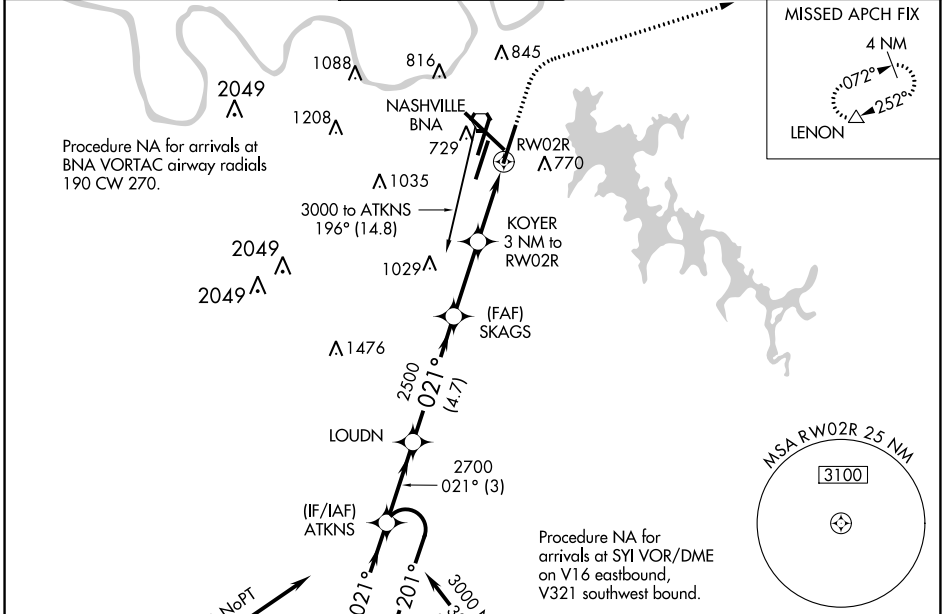 MISSED APCH FIX
4 NM
072°
252°
LENON
845
816
1088
2049
1208
NASHVILLE
BNA
729
RW02R
770
Procedure NA for arrivals at
BNA VORTAC airway radials
190 CW 270.
1035
3000 to ATKNS
196° (14.8)
KOYER
3 NM to
RW02R
2049
1029
2049
(FAF)
SKAGS
1476
2500
021°
(4.7)
LOUDN
2700
021° (3)
(IF/IAF)
ATKNS
MSA RW02R 25 NM
3100
Procedure NA for
arrivals at SYI VOR/DME
on V16 eastbound,
V321 southwest bound.
NoPT
021°
201°
3000